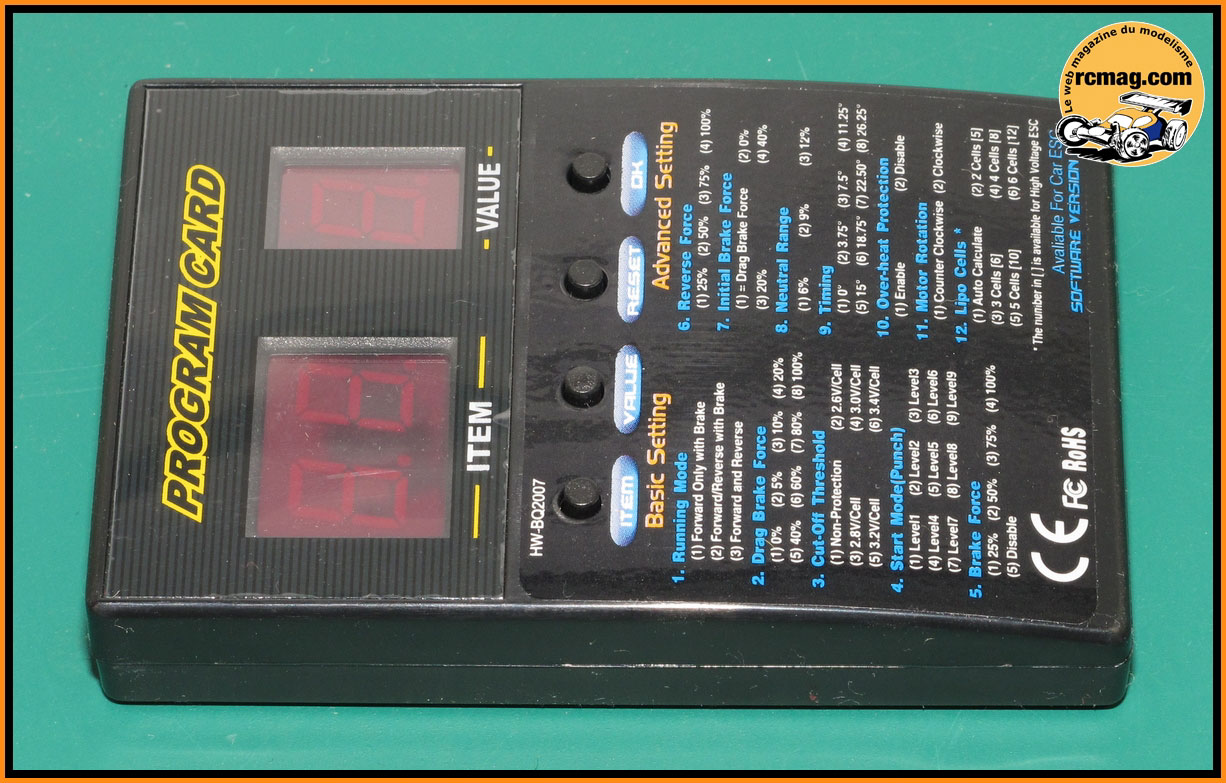 Le web magazine du modelisme
rcmag.com
PROGRAM CARD
ITEM
VALUE
HW-BQ2007
ITEM
VALUE
RESET
OK
Basic Setting
1. Running Mode
(1) Forward Only with Brake
(2) Forward/Reverse with Brake
(3) Forward and Reverse
2. Drag Brake Force
(1) 0% (2) 5% (3) 10% (4) 20%
(5) 40% (6) 60% (7) 80% (8) 100%
3. Cut-Off Threshold
(1) Non-Protection (2) 2.6V/Cell
(3) 2.8V/Cell (4) 3.0V/Cell
(5) 3.2V/Cell (6) 3.4V/Cell
4. Start Mode(Punch)
(1) Level1 (2) Level2 (3) Level3
(4) Level4 (5) Level5 (6) Level6
(7) Level7 (8) Level8 (9) Level9
5. Brake Force
(1) 25% (2) 50% (3) 75% (4) 100%
(5) Disable
CE FC RoHS
Advanced Setting
6. Reverse Force
(1) 25% (2) 50% (3) 75% (4) 100%
7. Initial Brake Force
(1) = Drag Brake Force (2) 0%
(3) 20% (4) 40%
8. Neutral Range
(1) 6% (2) 9% (3) 12%
9. Timing
(1) 0° (2) 3.75° (3) 7.5° (4) 11.25°
(5) 15° (6) 18.75° (7) 22.50° (8) 26.25°
10. Over-heat Protection
(1) Enable (2) Disable
11. Motor Rotation
(1) Counter Clockwise (2) Clockwise
12. Lipo Cells *
(1) Auto Calculate (2) 2 Cells [5]
(3) 3 Cells [6] (4) 4 Cells [8]
(5) 5 Cells [10] (6) 6 Cells [12]
* The number in [ ] is available for High Voltage ESC
Avaliable For Car ESC
SOFTWARE VERSION